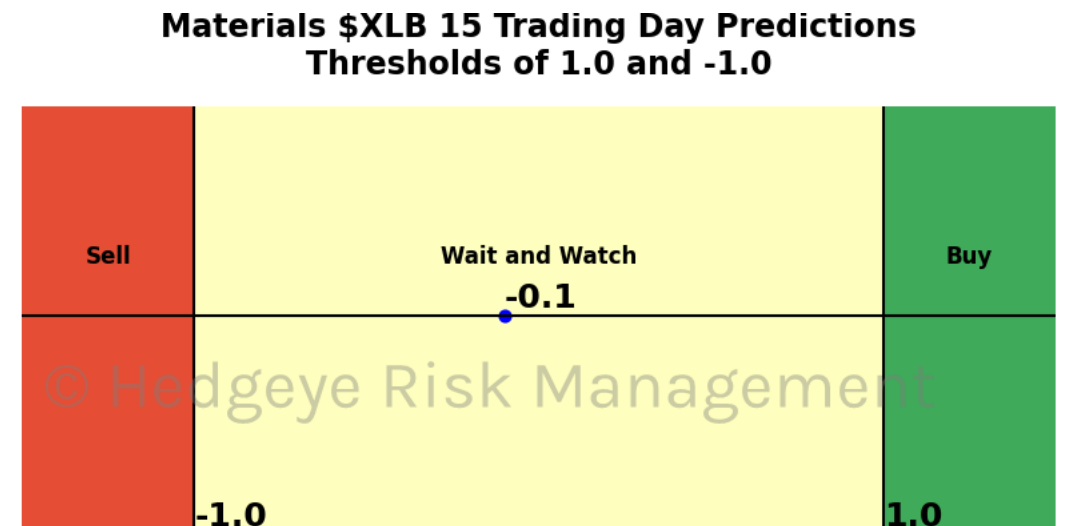 Materials $XLB 15 Trading Day Predictions
Thresholds of 1.0 and -1.0
Sell
Wait and Watch
Buy
-0.1
© Hedgeye Risk Management
-1.0
1.0